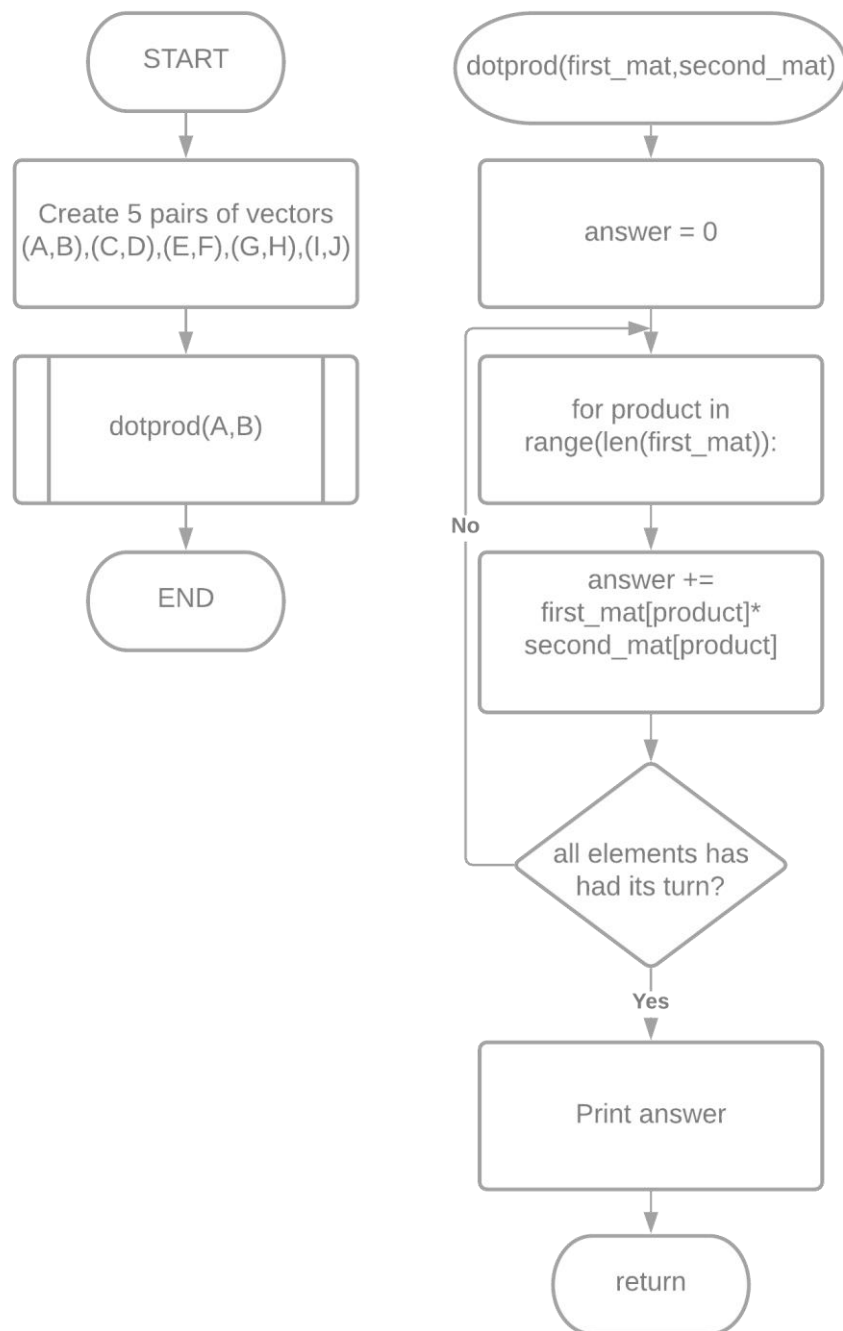 START
Create 5 pairs of vectors
(A,B),(C,D),(E,F),(G,H),(I,J)
dotprod(A,B)
END
dotprod(first_mat,second_mat)
answer = 0
for product in
range(len(first_mat)):
No
answer +=
first_mat[product]*
second_mat[product]
all elements has
had its turn?
Yes
Print answer
return